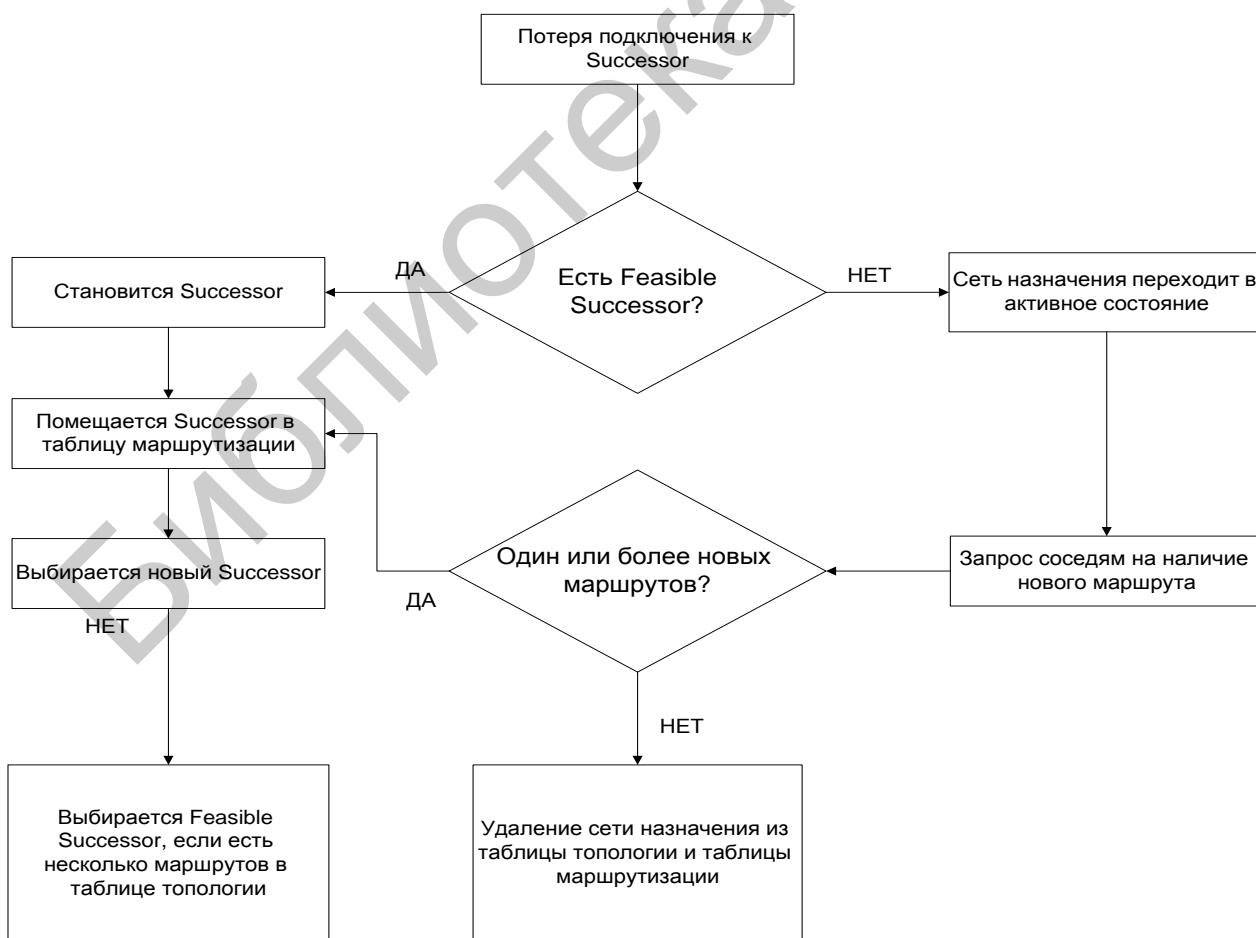 Потеря подключения к
Successor
Есть Feasible
Successor?
ДА
НЕТ
Становится Successor
Сеть назначения переходит в
активное состояние
Помещается Successor в
таблицу маршрутизации
Один или более новых
маршрутов?
ДА
Выбирается новый Successor
НЕТ
Запрос соседям на наличие
нового маршрута
НЕТ
Выбирается Feasible
Successor, если есть
несколько маршрутов в
таблице топологии
Удаление сети назначения из
таблицы топологии и таблицы
маршрутизации
Библиотека